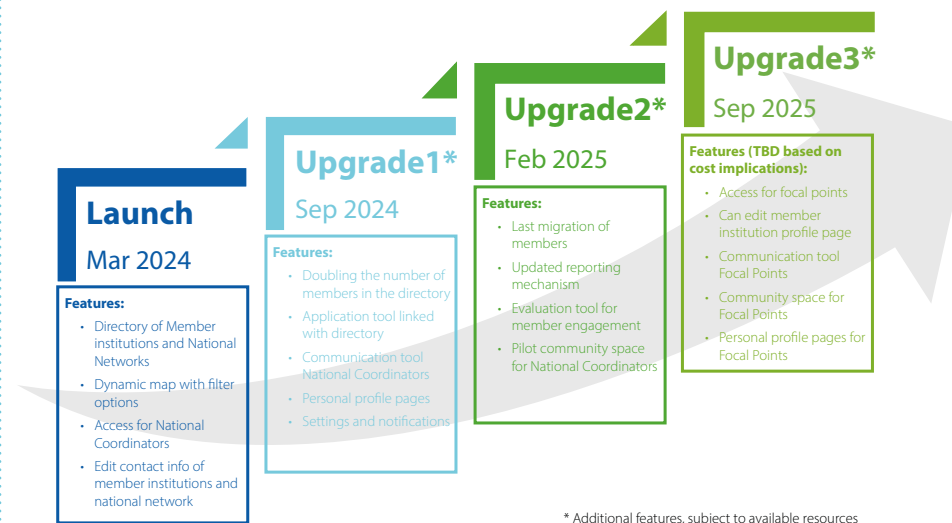 Launch
Mar 2024
Features:
• Directory of Member
institutions and National
Networks
• Dynamic map with filter
options
• Access for National
Coordinators
• Edit contact info of
member institutions and
national network
Upgrade1*
Sep 2024
Features:
• Doubling the number of
members in the directory
• Application tool linked
with directory
• Communication tool
National Coordinators
• Personal profile pages
• Settings and notifications
Upgrade2*
Feb 2025
Features:
• Last migration of
members
• Updated reporting
mechanism
• Evaluation tool for
member engagement
• Pilot community space
for National Coordinators
Upgrade3*
Sep 2025
Features (TBD based on
cost implications):
• Access for focal points
• Can edit member
institution profile page
• Communication tool
Focal Points
• Community space for
Focal Points
• Personal profile pages for
Focal Points
* Additional features, subject to available resources